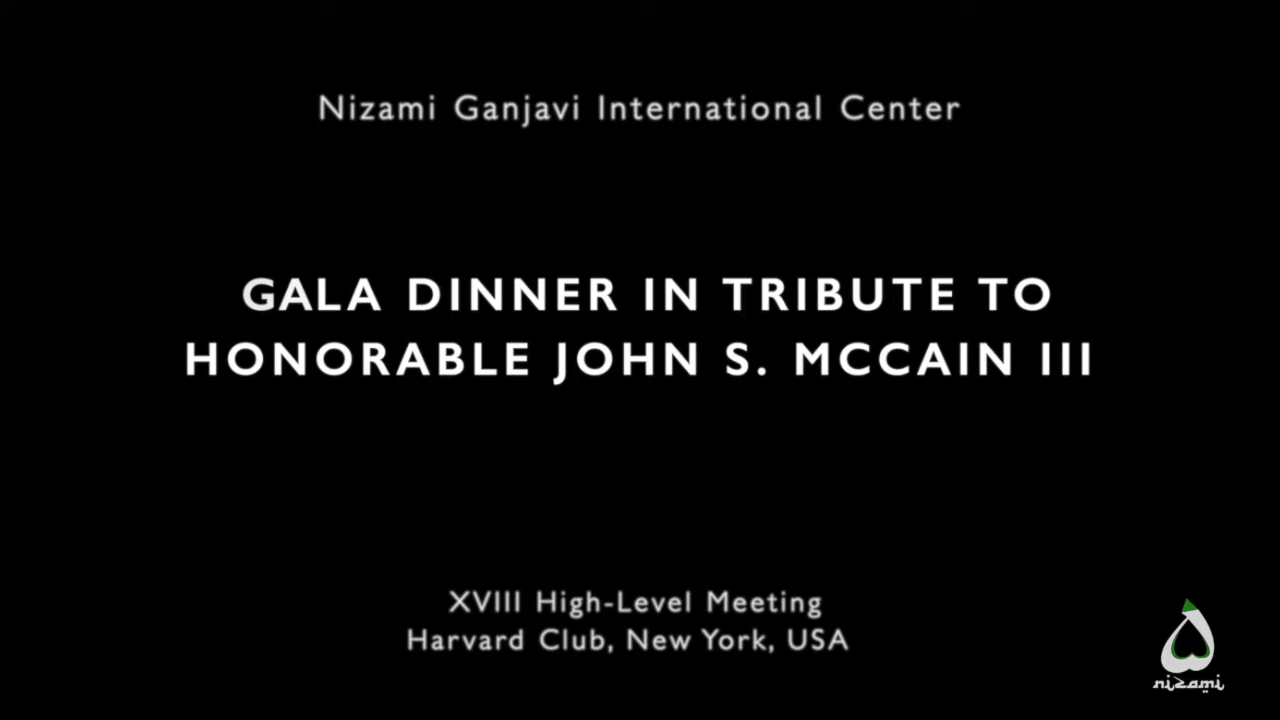 Nizami Ganjavi International Center
GALA DINNER IN TRIBUTE TO
HONORABLE JOHN S. MCCAIN III
XVIII High-Level Meeting
Harvard Club, New York, USA
nizami